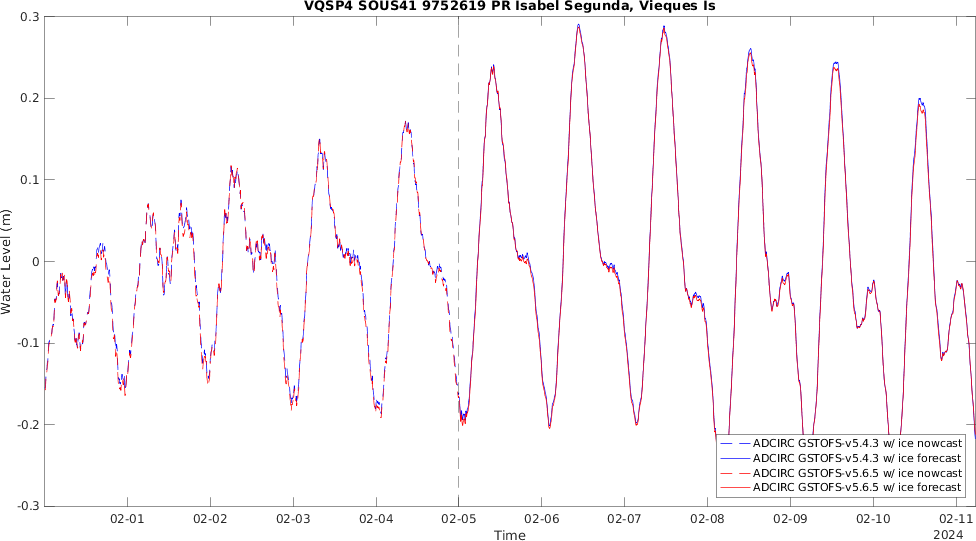 VQSP4 SOUS41 9752619 PR Isabel Segunda, Vieques Is
0.3
0.2
0.1
0
-0.1
-0.2
-0.3
Water Level (m)
ADCIRC GSTOFS-v5.4.3 w/ ice nowcast
ADCIRC GSTOFS-v5.4.3 w/ ice forecast
ADCIRC GSTOFS-v5.6.5 w/ ice nowcast
ADCIRC GSTOFS-v5.6.5 w/ ice forecast
02-01 02-02 02-03 02-04 02-05 02-06 02-07 02-08 02-09 02-10 02-11
Time 2024